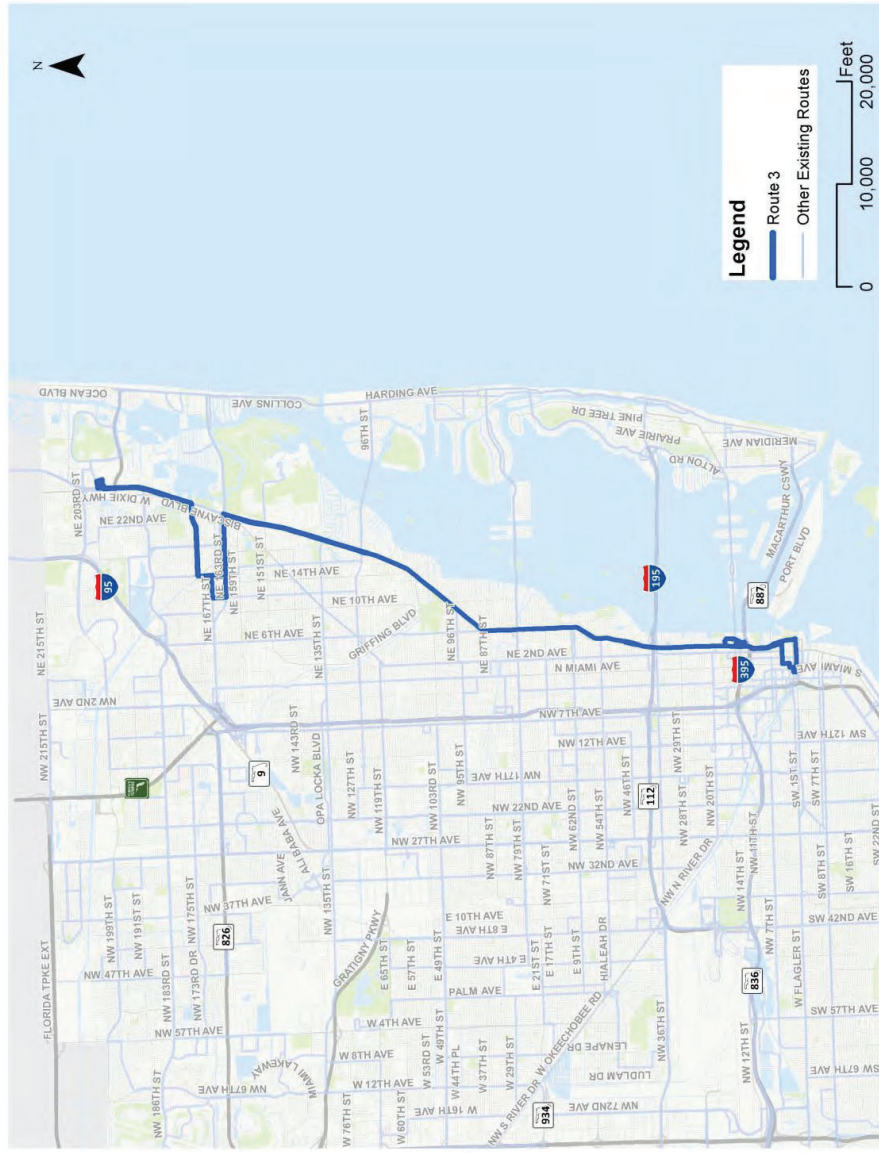 N
NE 215TH ST
NW 215TH ST
FLORIDA TPKE EXT
NE 203RD ST
OCEAN BLVD
W DIXIE HWY
NE 22ND AVE
95
NW 2ND AVE
NW 199TH ST
NW 191ST ST
NW 47TH AVE
NW 183RD ST
NW 57TH AVE
NW 186TH ST
NW 175TH ST
NW 173RD DR
NW 37TH AVE
826
NW 67TH AVE
MIAMI LAKEWAY
9
JANN AVE
ALI BABA AVE
NW 143RD ST
OPA LOCKA BLVD
NW 135TH ST
NE 135TH ST
NE 167TH ST
NE 163RD ST
NE 159TH ST
NE 151ST ST
BISCAYNE BLVD
COLLINS AVE
NE 14TH AVE
NE 10TH AVE
NE 6TH AVE
GRIFFING BLVD
96TH ST
HARDING AVE
NW 127TH ST
NW 119TH ST
NW 27TH AVE
NW 22ND AVE
NW 17TH AVE
NW 12TH AVE
NW 7TH AVE
N MIAMI AVE
NE 2ND AVE
NE 96TH ST
NE 87TH ST
NW 103RD ST
NW 95TH ST
NW 87TH ST
NW 79TH ST
NW 71ST ST
NW 62ND ST
NW 54TH ST
NW 46TH ST
NW 32ND AVE
GRATIGNY PKWY
E 65TH ST
E 57TH ST
E 49TH ST
E 10TH AVE
E 8TH AVE
E 4TH AVE
PALM AVE
W 4TH AVE
W 8TH AVE
W 12TH AVE
W 16TH AVE
W 76TH ST
W 60TH ST
W 53RD ST
W 49TH ST
W 44TH PL
W 37TH ST
W 29TH ST
E 21ST ST
E 17TH ST
E 9TH ST
HIALEAH DR
W OKEECHOBEE RD
NW S RIVER DR
934
LENAPE DR
LUDLAM DR
NW 72ND AVE
NW 36TH ST
NW N RIVER DR
112
195
NW 29TH ST
NW 28TH ST
NW 20TH ST
NW 14TH ST
NW 11TH ST
NW 7TH ST
NW 12TH ST
836
W FLAGLER ST
395
887
PINE TREE DR
PRAIRIE AVE
ALTON RD
MERIDIAN AVE
MACARTHUR CSWY
PORT BLVD
S MIAMI AVE
SW 12TH AVE
SW 1ST ST
SW 7TH ST
SW 8TH ST
SW 16TH ST
SW 22ND ST
SW 42ND AVE
SW 57TH AVE
SW 67TH AVE
Legend
Route 3
Other Existing Routes
0 10,000 20,000
Feet